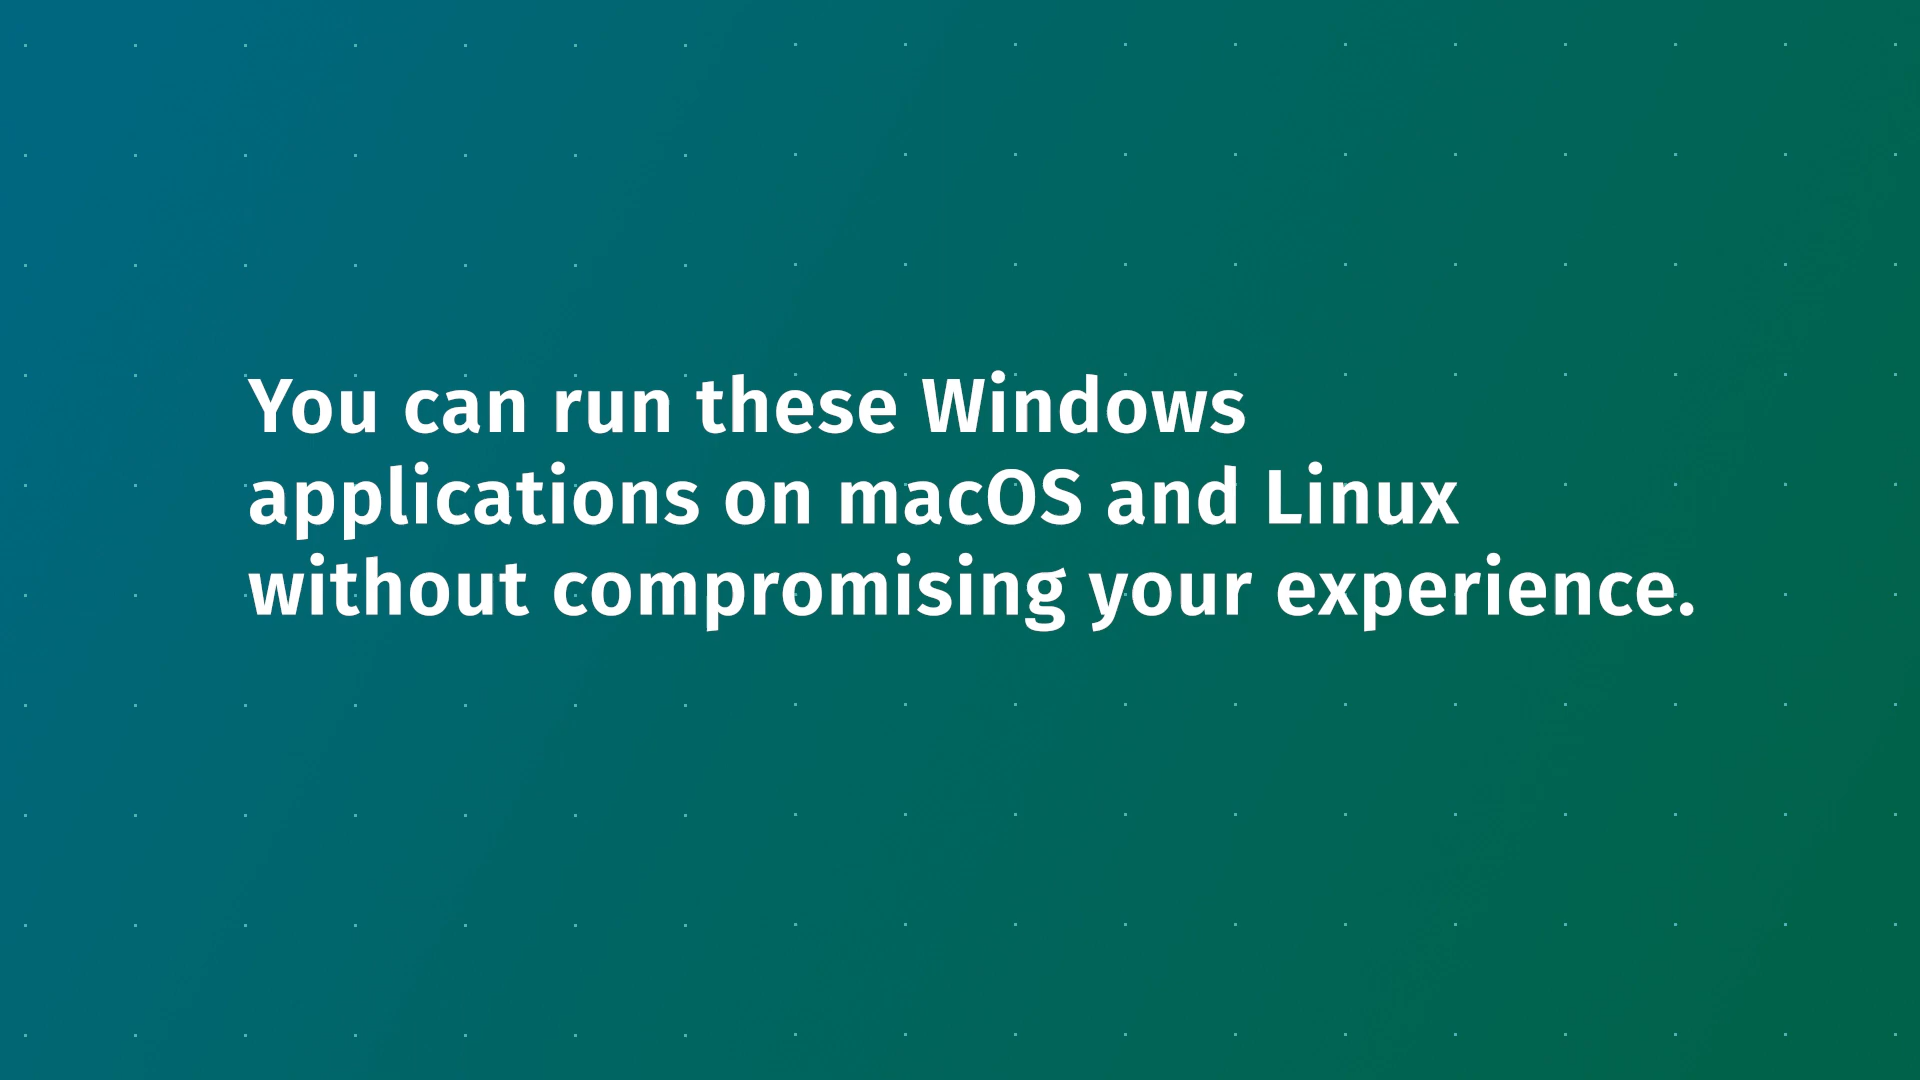 You can run these Windows
applications on macOS and Linux
without compromising your experience.